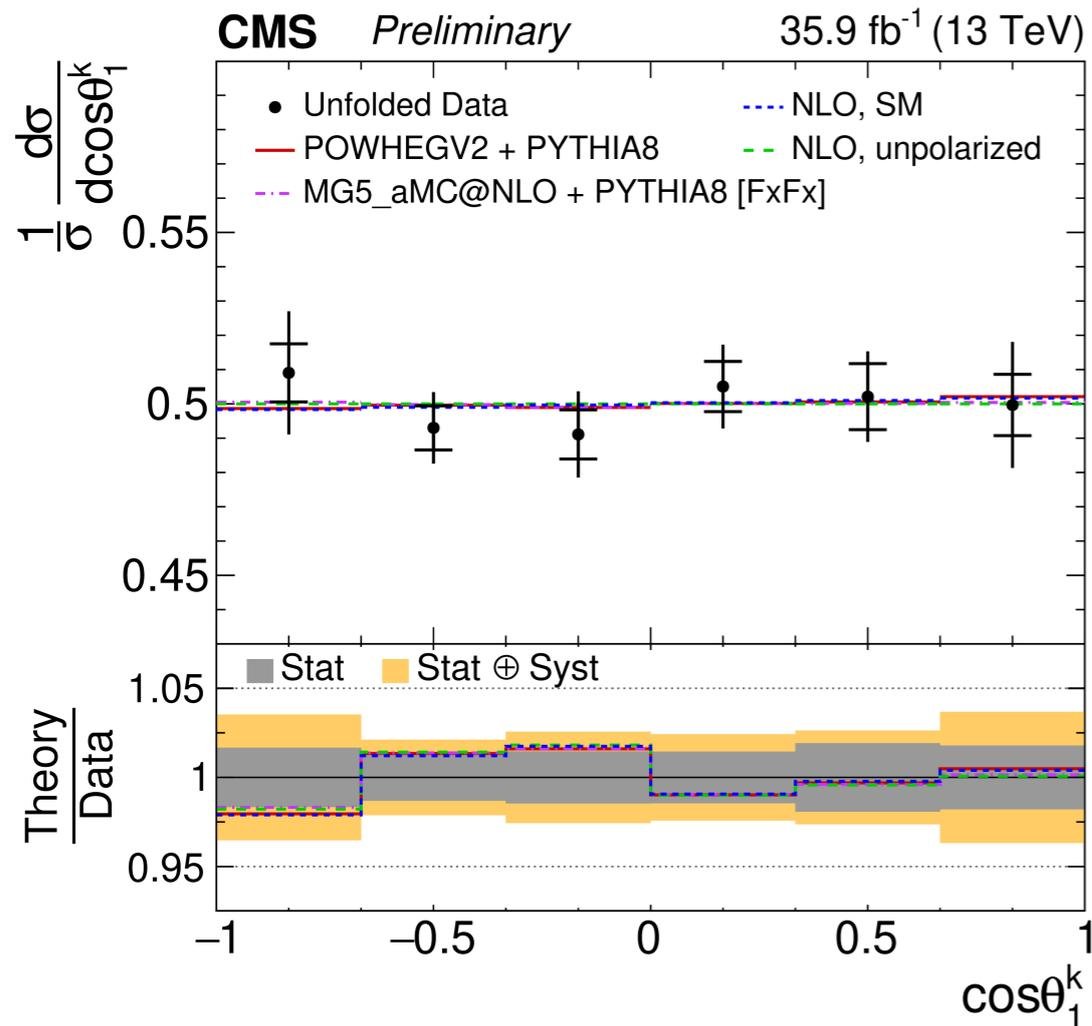 CMS Preliminary 35.9 fb⁻¹ (13 TeV)
1/σ dσ/dcosθ₁ᵏ
Unfolded Data
POWHEGV2 + PYTHIA8
MG5_aMC@NLO + PYTHIA8 [FxFx]
NLO, SM
NLO, unpolarized
0.55
0.5
0.45
Stat Stat ⊕ Syst
Theory
Data
1.05
1
0.95
−1 −0.5 0 0.5 1
cosθ₁ᵏ